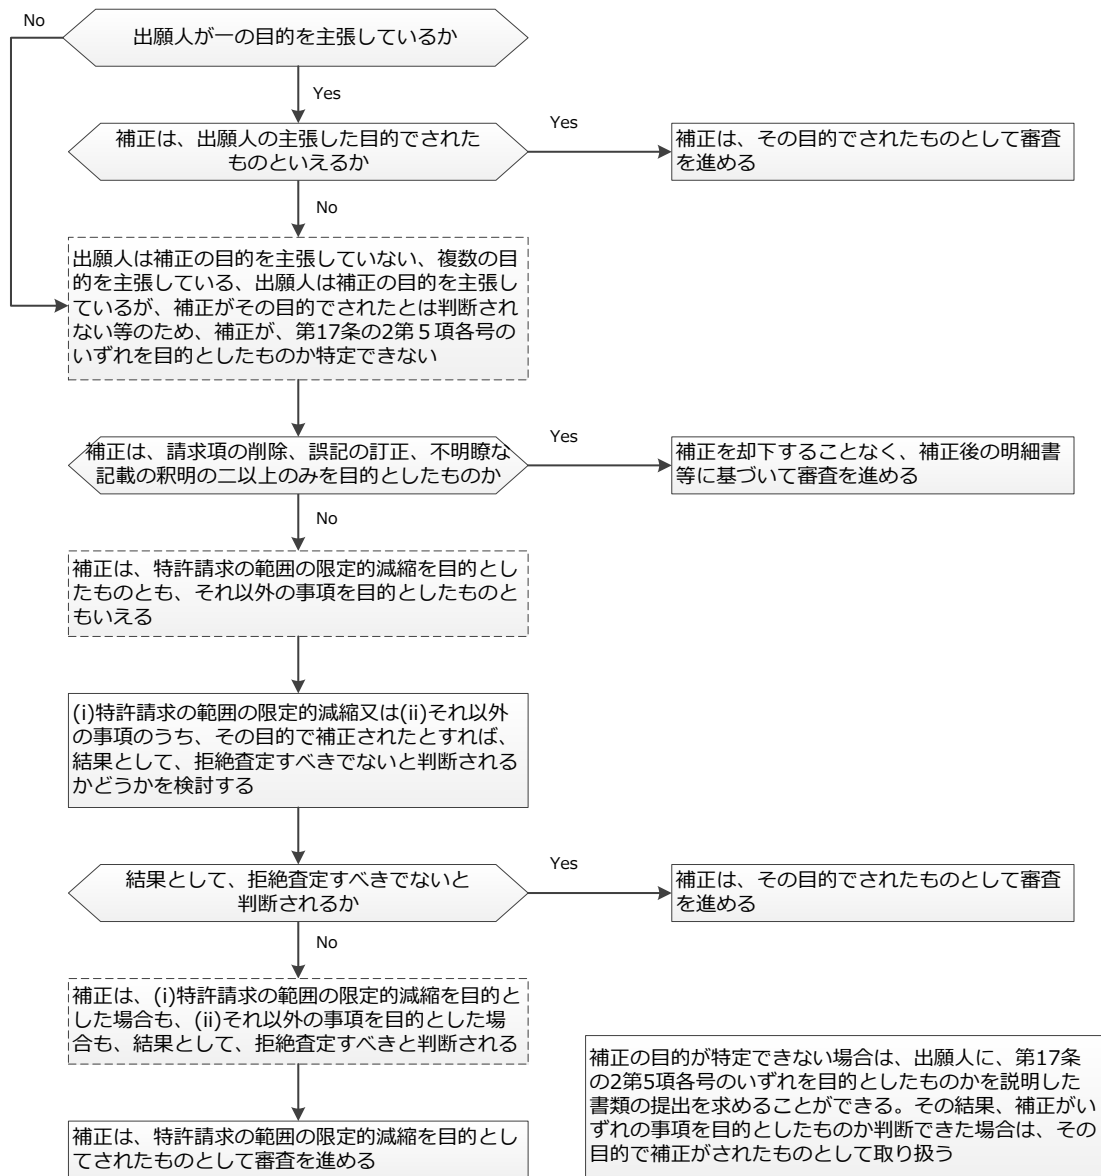 No
出願人が一の目的を主張しているか
Yes
補正は、出願人の主張した目的でされた
ものといえるか
Yes
補正は、その目的でされたものとして審査
を進める
No
出願人は補正の目的を主張していない、複数の目
的を主張している、出願人は補正の目的を主張し
ているが、補正がその目的でされたとは判断され
ない等のため、補正が、第17条の2第５項各号の
いずれを目的としたものか特定できない
補正は、請求項の削除、誤記の訂正、不明瞭な
記載の釈明の二以上のみを目的としたものか
Yes
補正を却下することなく、補正後の明細書
等に基づいて審査を進める
No
補正は、特許請求の範囲の限定的減縮を目的とし
たものとも、それ以外の事項を目的としたものと
もいえる
(i)特許請求の範囲の限定的減縮又は(ii)それ以外
の事項のうち、その目的で補正されたとすれば、
結果として、拒絶査定すべきでないと判断される
かどうかを検討する
結果として、拒絶査定すべきでないと
判断されるか
Yes
補正は、その目的でされたものとして審査
を進める
No
補正は、(i)特許請求の範囲の限定的減縮を目的と
した場合も、(ii)それ以外の事項を目的とした場
合も、結果として、拒絶査定すべきと判断される
補正は、特許請求の範囲の限定的減縮を目的とし
てされたものとして審査を進める
補正の目的が特定できない場合は、出願人に、第17条
の2第5項各号のいずれを目的としたものかを説明した
書類の提出を求めることができる。その結果、補正がい
ずれの事項を目的としたものか判断できた場合は、その
目的で補正がされたものとして取り扱う